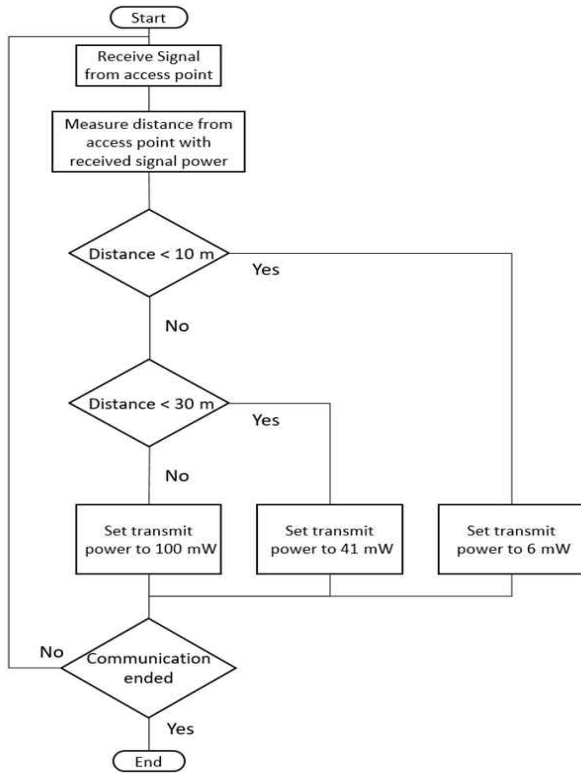 Start
Receive Signal
from access point
Measure distance from
access point with
received signal power
Distance < 10 m
Yes
No
Distance < 30 m
Yes
No
Set transmit
power to 100 mW
Set transmit
power to 41 mW
Set transmit
power to 6 mW
No
Communication
ended
Yes
End